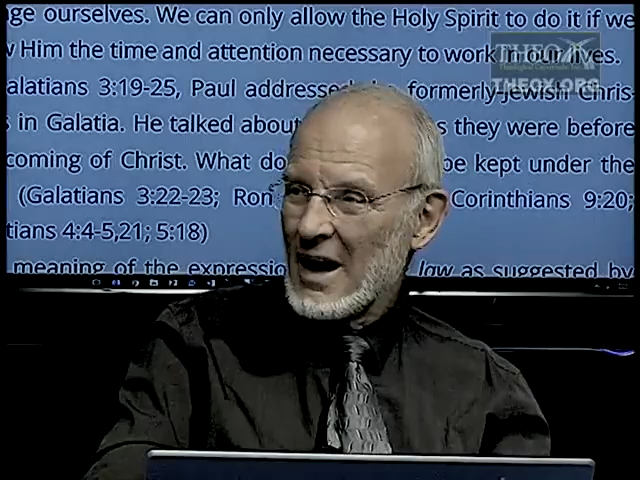 ge ourselves. We can only allow the Holy Spirit to do it if we
w Him the time and attention necessary to work in our lives.
THEOX
THEOX.ORG
alatians 3:19-25, Paul addressed formerly-Jewish Chris-
s in Galatia. He talked about s they were before
coming of Christ. What do be kept under the
(Galatians 3:22-23; Rom Corinthians 9:20;
tians 4:4-5,21; 5:18)
meaning of the expressio law as suggested by